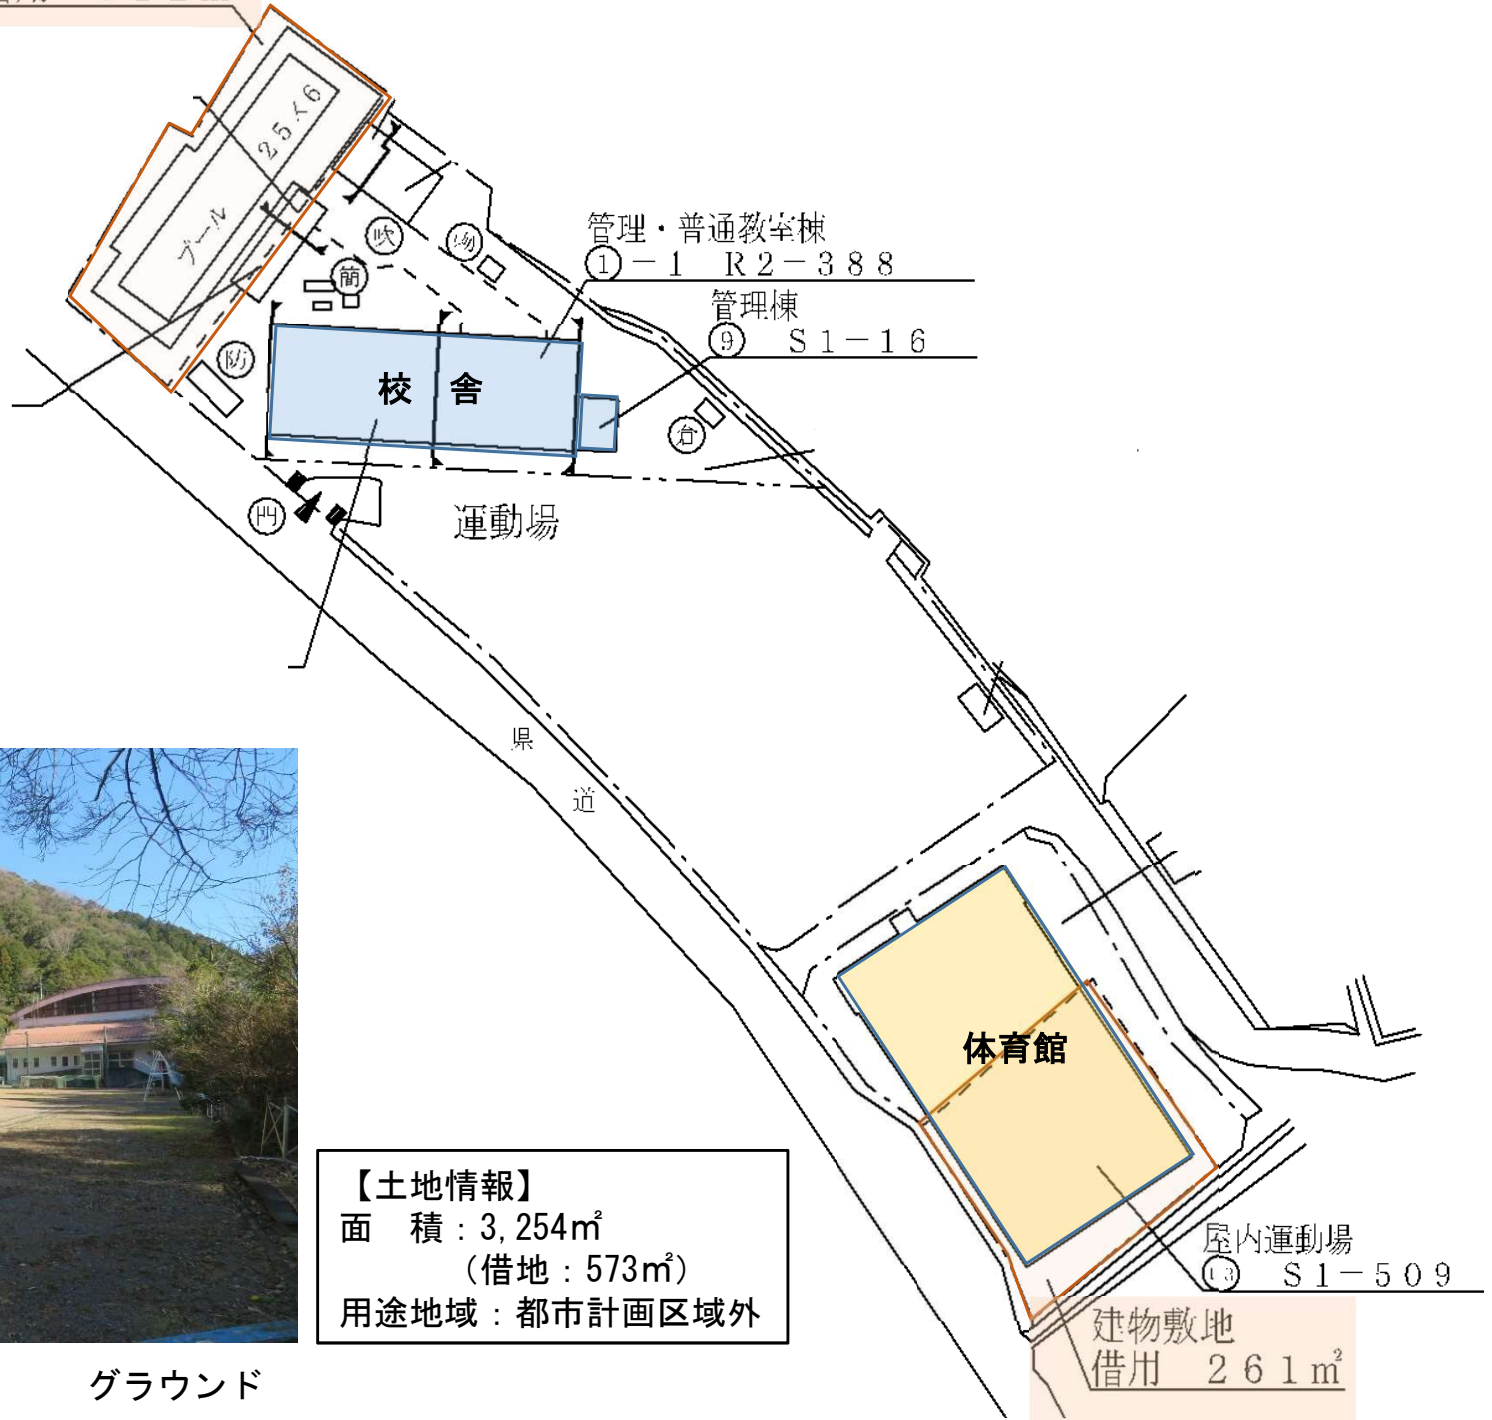 25×6
プール
吹
簡
防
管理・普通教室棟
①-1 R2-388
管理棟
⑨ S1-16
校 舎
倉
門
運動場
県
道
体育館
【土地情報】
面 積:3,254㎡
(借地:573㎡)
用途地域:都市計画区域外
屋内運動場
⑬ S1-509
建物敷地
借用 261㎡
グラウンド